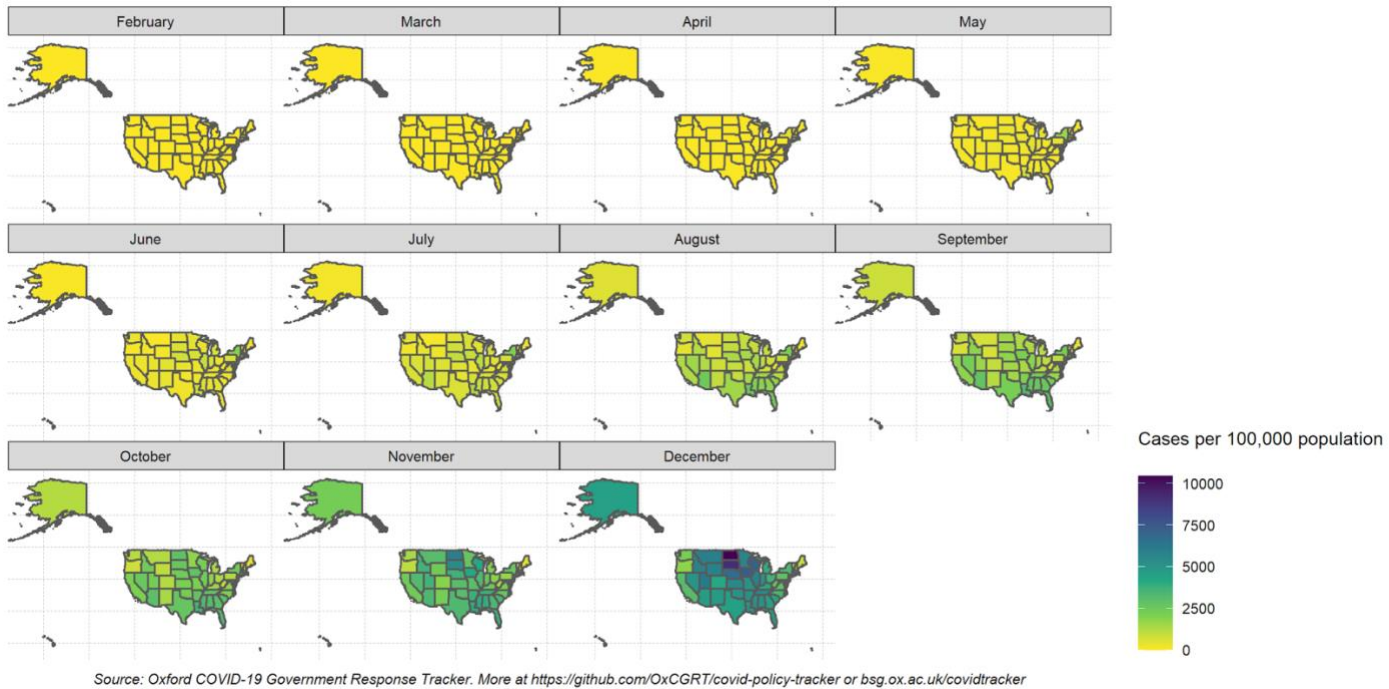 February
March
April
May
June
July
August
September
October
November
December
Cases per 100,000 population
10000
7500
5000
2500
0
Source: Oxford COVID-19 Government Response Tracker. More at https://github.com/OxCGRT/covid-policy-tracker or bsg.ox.ac.uk/covidtracker